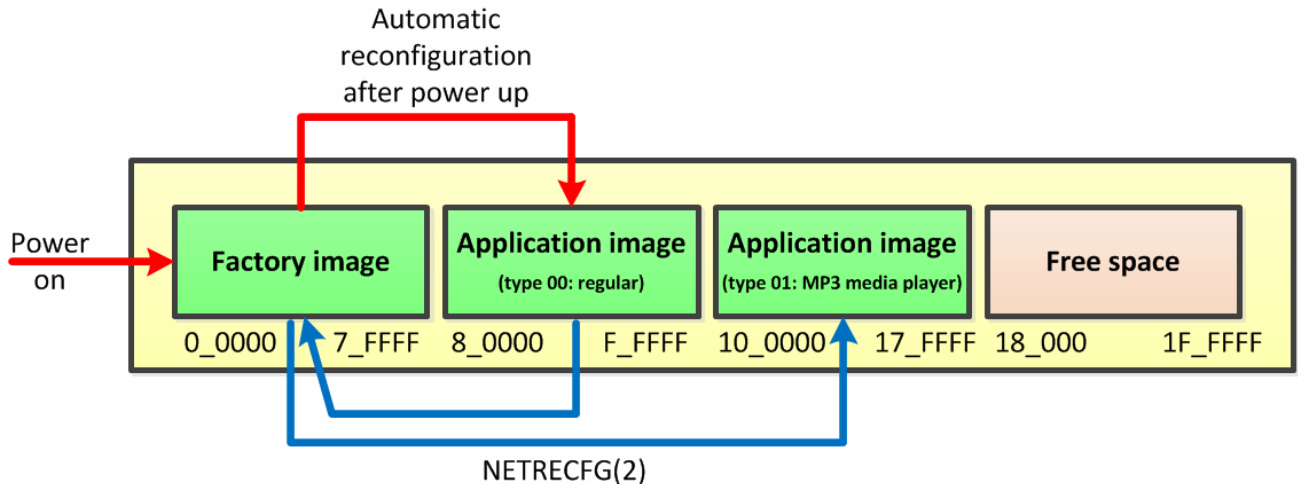 Automatic
reconfiguration
after power up
Power
on
Factory image
Application image
(type 00: regular)
Application image
(type 01: MP3 media player)
Free space
0_0000 7_FFFF 8_0000 F_FFFF 10_0000 17_FFFF 18_000 1F_FFFF
NETRECFG(2)